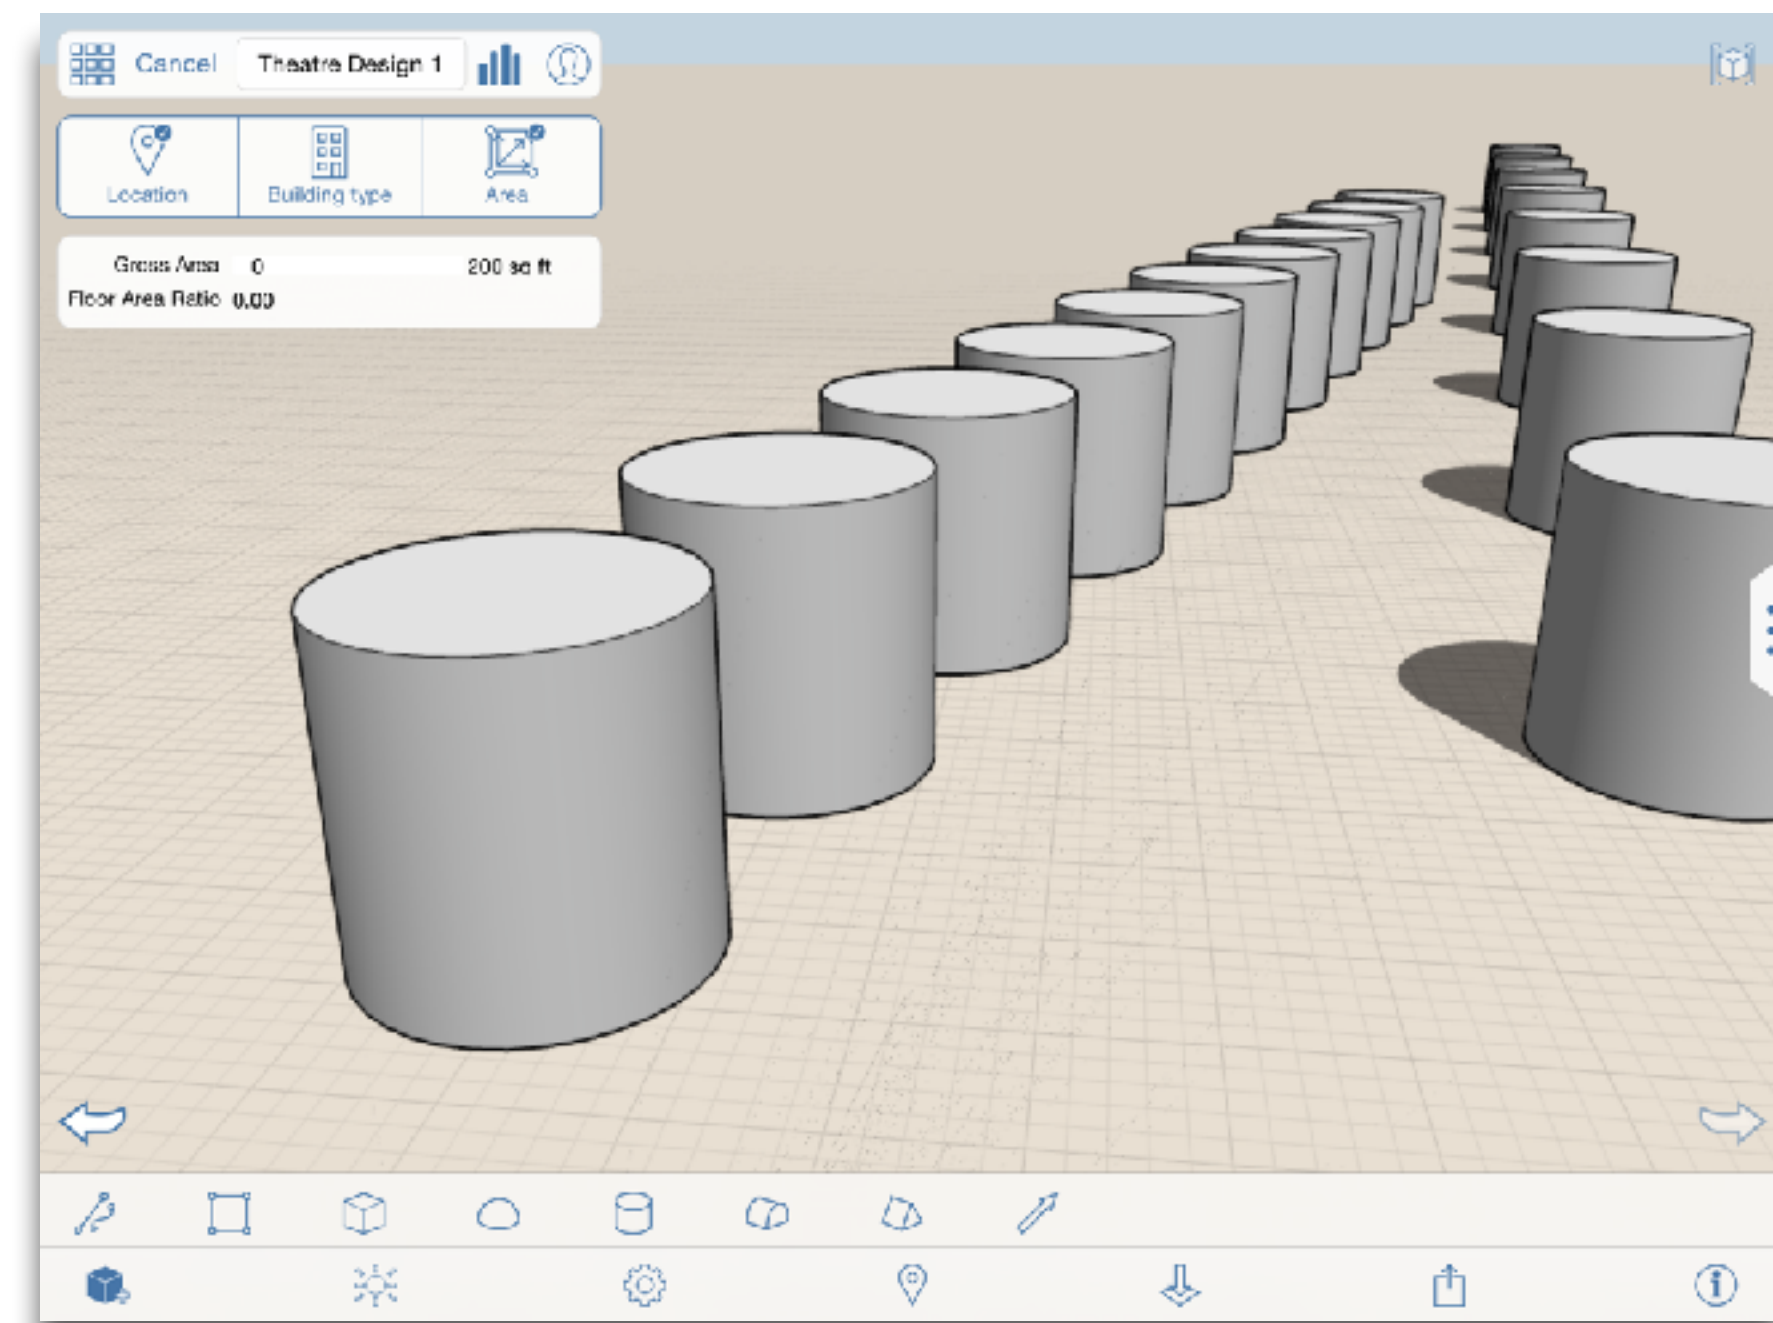 Cancel Theatre Design 1
Location Building type Area
Gross Area 0 200 sq ft
Floor Area Ratio 0.00